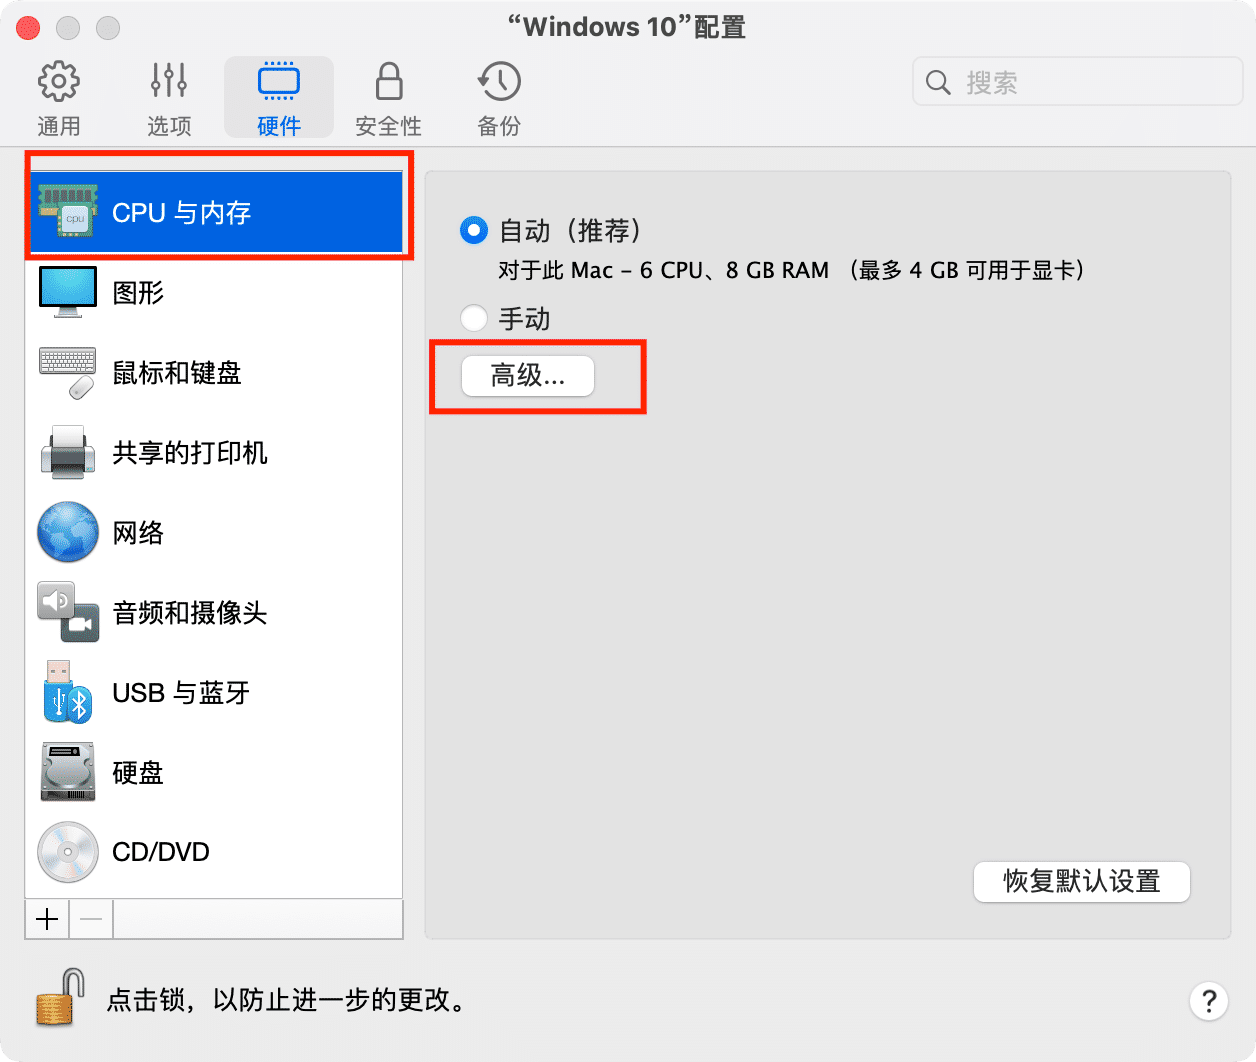 “Windows 10”配置
通用
选项
硬件
安全性
备份
搜索
cpu
CPU 与内存
图形
鼠标和键盘
共享的打印机
网络
音频和摄像头
USB 与蓝牙
硬盘
CD/DVD
自动（推荐）
对于此 Mac – 6 CPU、8 GB RAM （最多 4 GB 可用于显卡）
手动
高级...
恢复默认设置
点击锁，以防止进一步的更改。
?